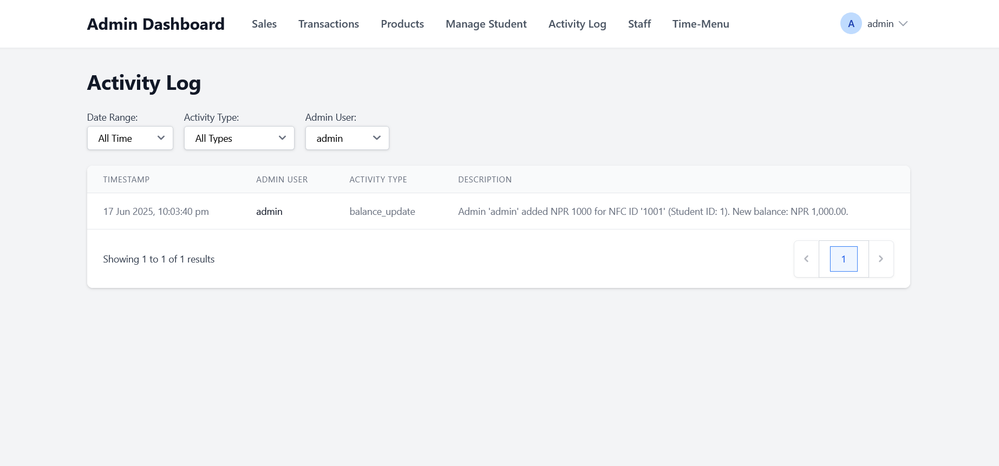 Admin Dashboard Sales Transactions Products Manage Student Activity Log Staff Time-Menu A admin
Activity Log
Date Range: Activity Type: Admin User:
All Time All Types admin
TIMESTAMP ADMIN USER ACTIVITY TYPE DESCRIPTION
17 Jun 2025, 10:03:40 pm admin balance_update Admin 'admin' added NPR 1000 for NFC ID '1001' (Student ID: 1). New balance: NPR 1,000.00.
Showing 1 to 1 of 1 results 1